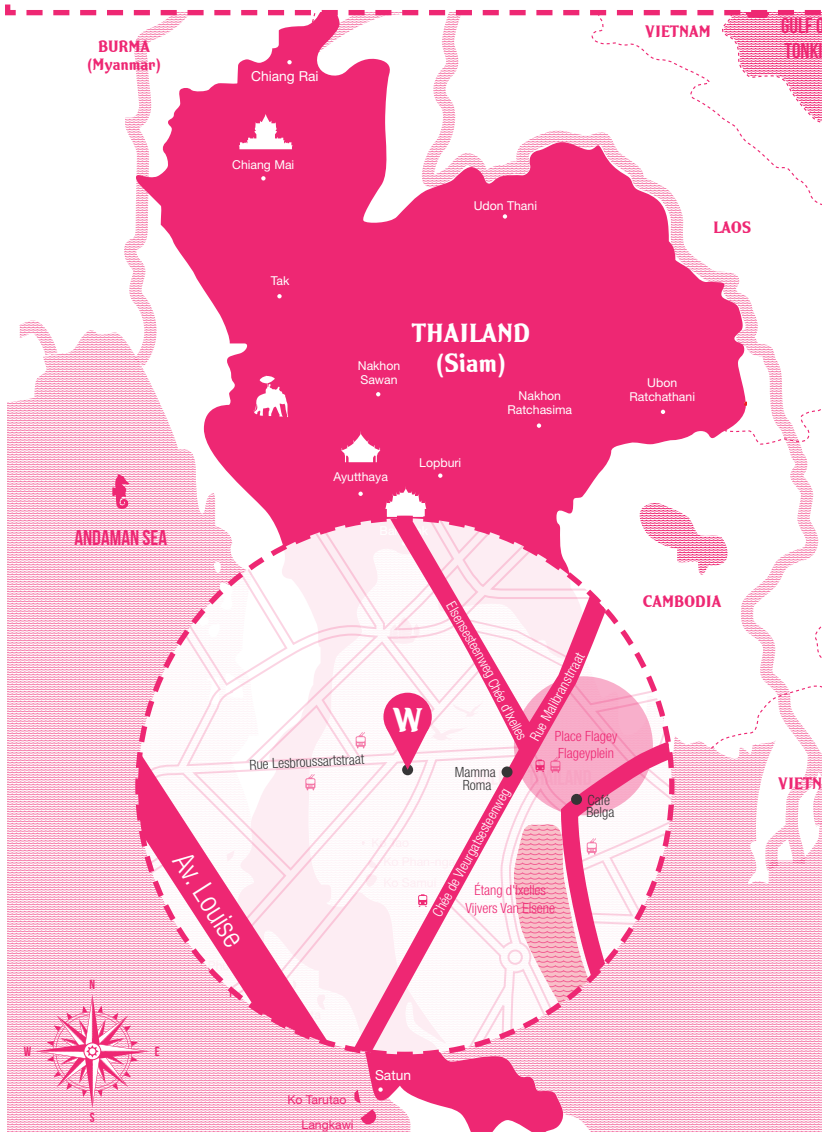 BURMA
(Myanmar)
VIETNAM
GULF O
TONKI
Chiang Rai
Chiang Mai
Udon Thani
LAOS
Tak
THAILAND
(Siam)
Nakhon
Sawan
Nakhon
Ratchasima
Ubon
Ratchathani
Ayutthaya
Lopburi
ANDAMAN SEA
CAMBODIA
Elsensesteenweg Chée d'Ixelles
Rue Malibranstrraat
W
Place Flagey
Flageyplein
Rue Lesbroussartstraat
Mamma
Roma
Café
Belga
VIETN
Chée de Vleurgatsesteenweg
Av. Louise
Étang d'Ixelles
Vijvers Van Elsene
N
W
E
S
Satun
Ko Tarutao
Langkawi